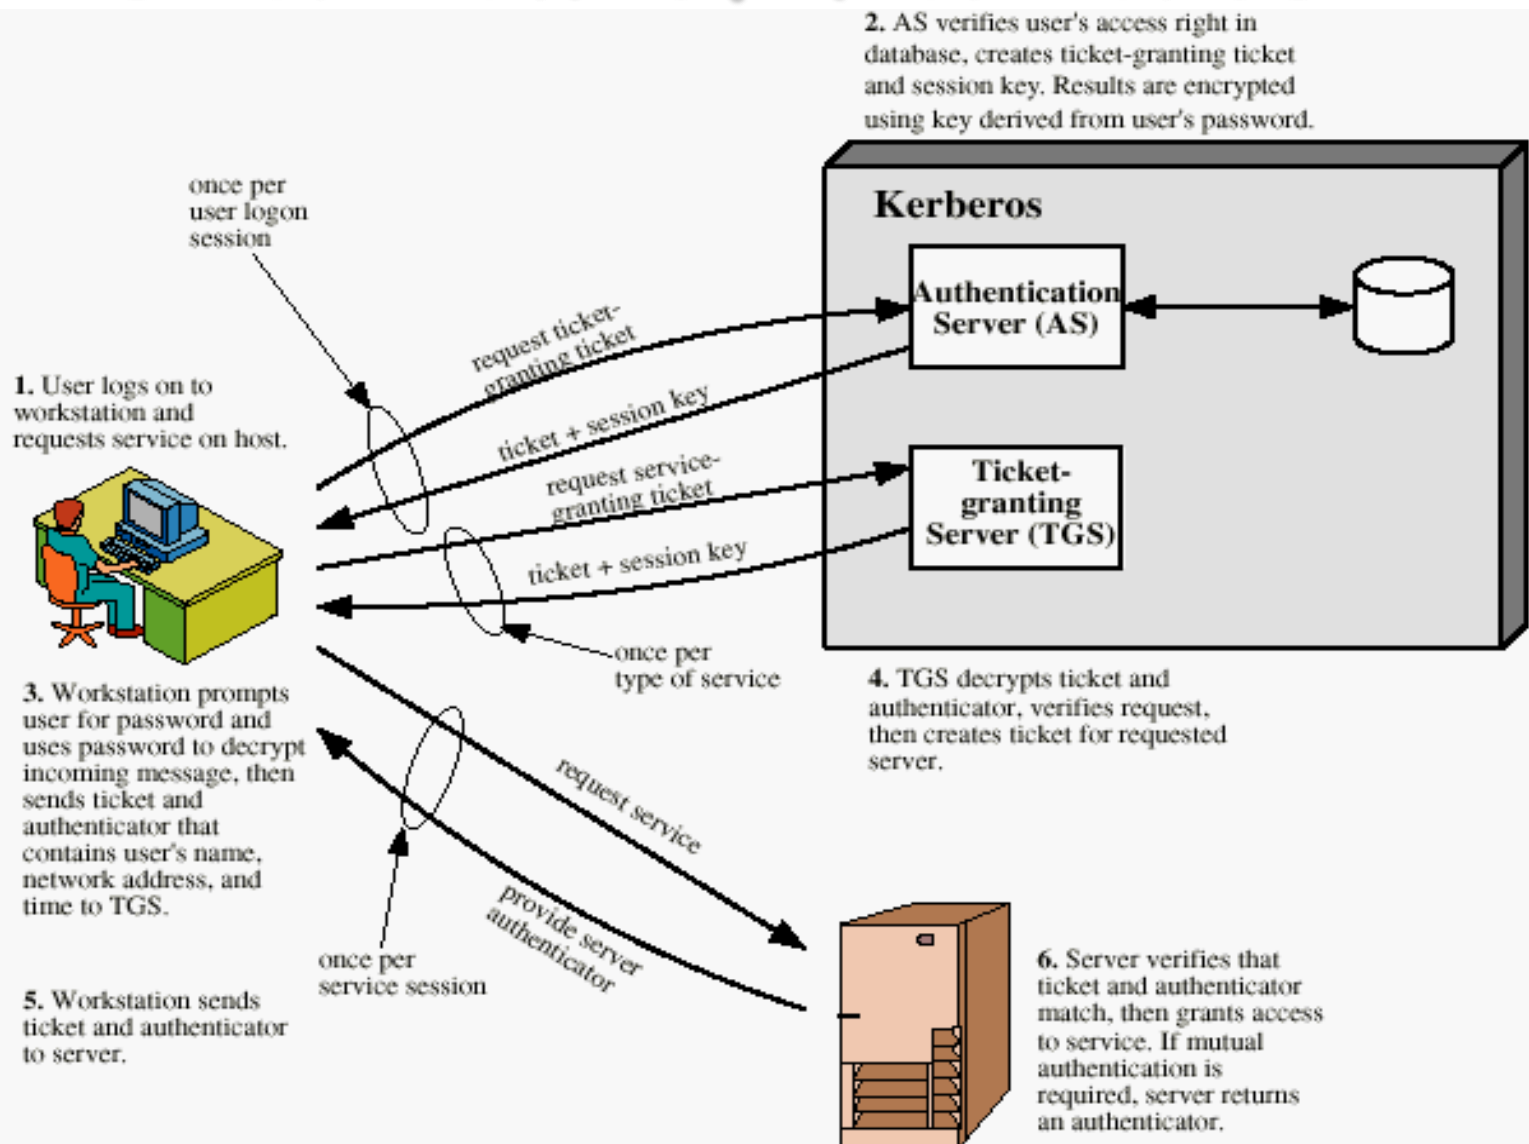 2. AS verifies user's access right in
database, creates ticket-granting ticket
and session key. Results are encrypted
using key derived from user's password.
once per
user logon
session
Kerberos
Authentication
Server (AS)
request ticket-
granting ticket
1. User logs on to
workstation and
requests service on host.
ticket + session key
request service-
granting ticket
Ticket-
granting
Server (TGS)
ticket + session key
once per
type of service
3. Workstation prompts
user for password and
uses password to decrypt
incoming message, then
sends ticket and
authenticator that
contains user's name,
network address, and
time to TGS.
4. TGS decrypts ticket and
authenticator, verifies request,
then creates ticket for requested
server.
request service
provide server
authenticator
once per
service session
5. Workstation sends
ticket and authenticator
to server.
6. Server verifies that
ticket and authenticator
match, then grants access
to service. If mutual
authentication is
required, server returns
an authenticator.